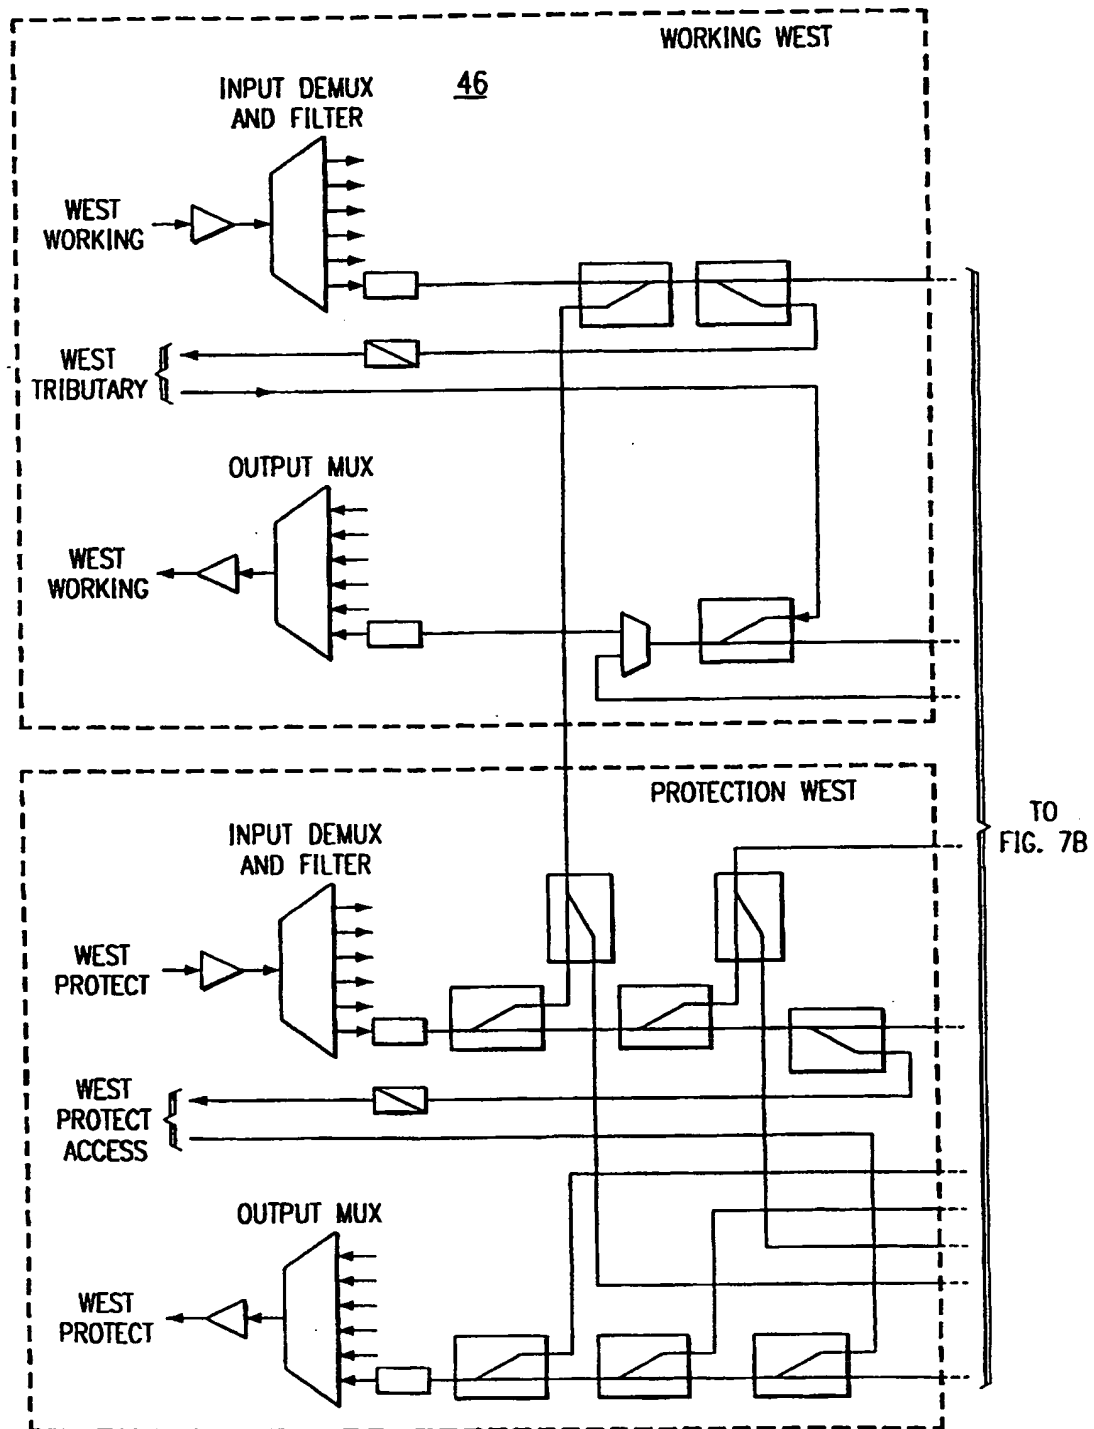 WORKING WEST
46
INPUT DEMUX
AND FILTER
WEST
WORKING
WEST
TRIBUTARY
OUTPUT MUX
WEST
WORKING
PROTECTION WEST
TO
FIG. 7B
INPUT DEMUX
AND FILTER
WEST
PROTECT
WEST
PROTECT
ACCESS
OUTPUT MUX
WEST
PROTECT